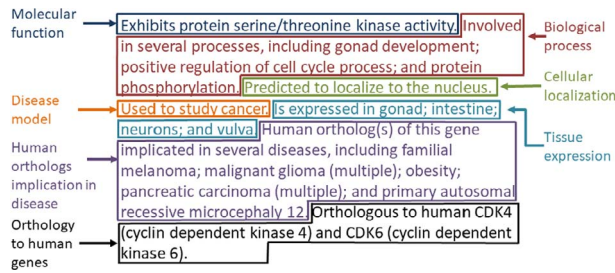 Molecular
function
Exhibits protein serine/threonine kinase activity. Involved
in several processes, including gonad development;
positive regulation of cell cycle process; and protein
phosphorylation. Predicted to localize to the nucleus.
Used to study cancer. Is expressed in gonad; intestine;
neurons; and vulva. Human ortholog(s) of this gene
implicated in several diseases, including familial
melanoma; malignant glioma (multiple); obesity;
pancreatic carcinoma (multiple); and primary autosomal
recessive microcephaly 12. Orthologous to human CDK4
(cyclin dependent kinase 4) and CDK6 (cyclin dependent
kinase 6).
Biological
process
Cellular
localization
Disease
model
Tissue
expression
Human
orthologs
implication in
disease
Orthology
to human
genes